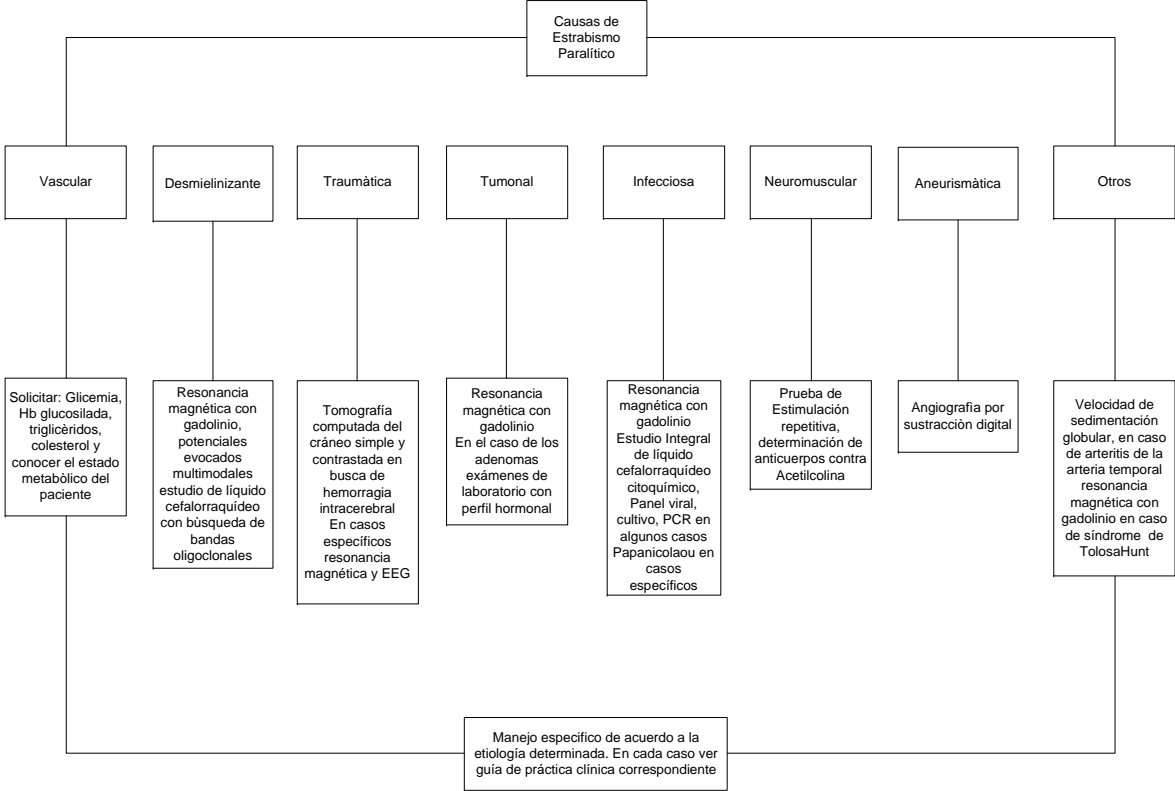 Causas de
Estrabismo
Paralítico
Vascular
Desmielinizante
Traumàtica
Tumonal
Infecciosa
Neuromuscular
Aneurismàtica
Otros
Solicitar: Glicemia,
Hb glucosilada,
triglicèridos,
colesterol y
conocer el estado
metabòlico del
paciente
Resonancia
magnética con
gadolinio,
potenciales
evocados
multimodales
estudio de líquido
cefalorraquídeo
con bùsqueda de
bandas
oligoclonales
Tomografía
computada del
cráneo simple y
contrastada en
busca de
hemorragia
intracerebral
En casos
específicos
resonancia
magnética y EEG
Resonancia
magnética con
gadolinio
En el caso de los
adenomas
exámenes de
laboratorio con
perfil hormonal
Resonancia
magnética con
gadolinio
Estudio Integral
de líquido
cefalorraquídeo
citoquímico,
Panel viral,
cultivo, PCR en
algunos casos
Papanicolaou en
casos
específicos
Prueba de
Estimulación
repetitiva,
determinación de
anticuerpos contra
Acetilcolina
Angiografìa por
sustracciòn digital
Velocidad de
sedimentación
globular, en caso
de arteritis de la
arteria temporal
resonancia
magnética con
gadolinio en caso
de síndrome de
TolosaHunt
Manejo especifico de acuerdo a la
etiología determinada. En cada caso ver
guía de práctica clínica correspondiente